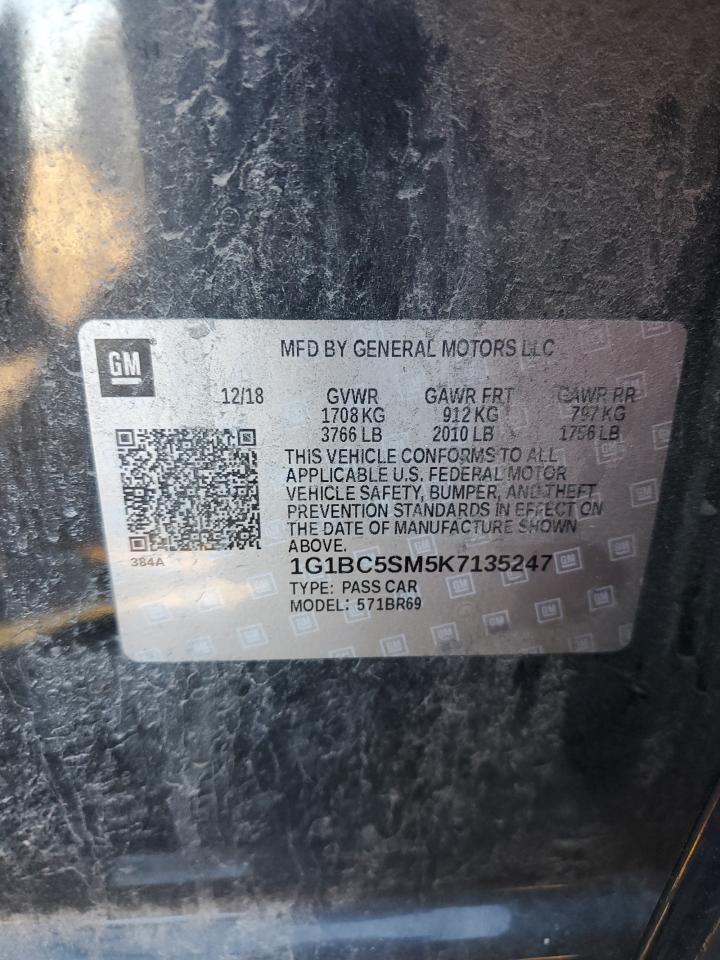 GM
MFD BY GENERAL MOTORS LLC
12/18 GVWR GAWR FRT GAWR RR
1708 KG 912 KG 797 KG
3766 LB 2010 LB 1756 LB
THIS VEHICLE CONFORMS TO ALL
APPLICABLE U.S. FEDERAL MOTOR
VEHICLE SAFETY, BUMPER, AND THEFT
PREVENTION STANDARDS IN EFFECT ON
THE DATE OF MANUFACTURE SHOWN
ABOVE.
384A
1G1BC5SM5K7135247
TYPE: PASS CAR
MODEL: 571BR69